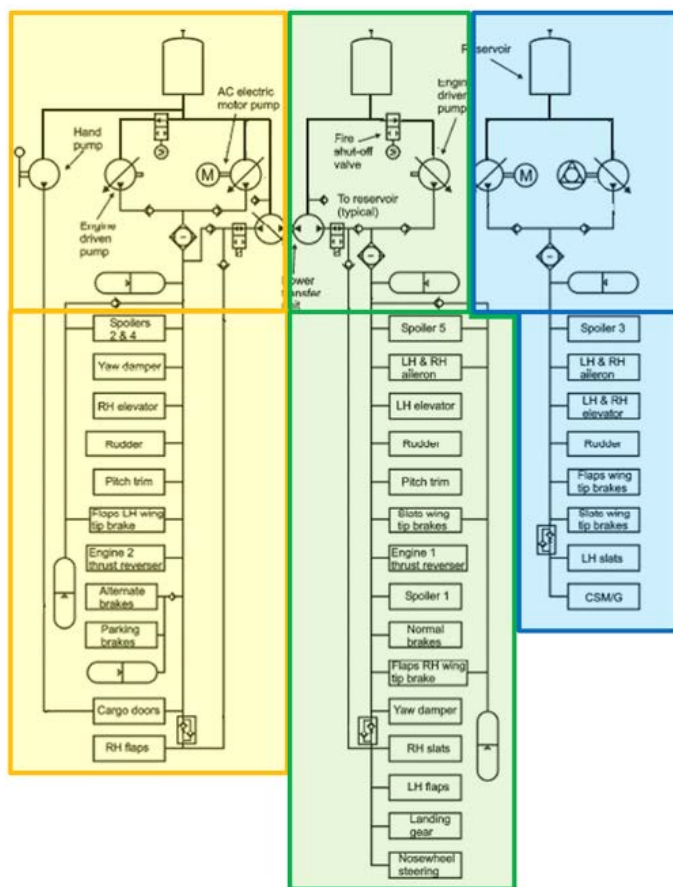 Reservoir
AC electric
motor pump
Engine
driven
pump
Hand
pump
Fire
shut-off
valve
M
M
To reservoir
(typical)
Engine
driven
pump
Power
transfer
unit
Spoilers
2 & 4
Yaw damper
RH elevator
Rudder
Pitch trim
Flaps LH wing
tip brake
Engine 2
thrust reverser
Alternate
brakes
Parking
brakes
Cargo doors
RH flaps
Spoiler 5
LH & RH
aileron
LH elevator
Rudder
Pitch trim
Slats wing
tip brakes
Engine 1
thrust reverser
Spoiler 1
Normal
brakes
Flaps RH wing
tip brake
Yaw damper
RH slats
LH flaps
Landing
gear
Nosewheel
steering
Spoiler 3
LH & RH
aileron
LH & RH
elevator
Rudder
Flaps wing
tip brakes
Slats wing
tip brakes
LH slats
CSM/G